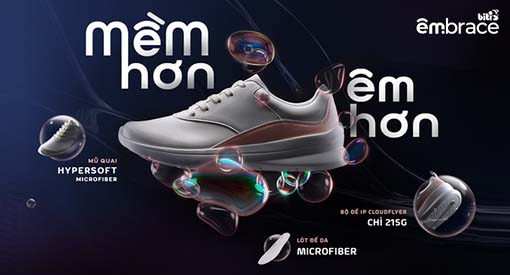 biti's
êmbrace
mềm
hơn
êm
hơn
MŨ QUAI
HYPERSOFT
MICROFIBER
BỘ ĐẾ IP CLOUDFLYER
CHỈ 215G
LÓT ĐẾ DA
MICROFIBER